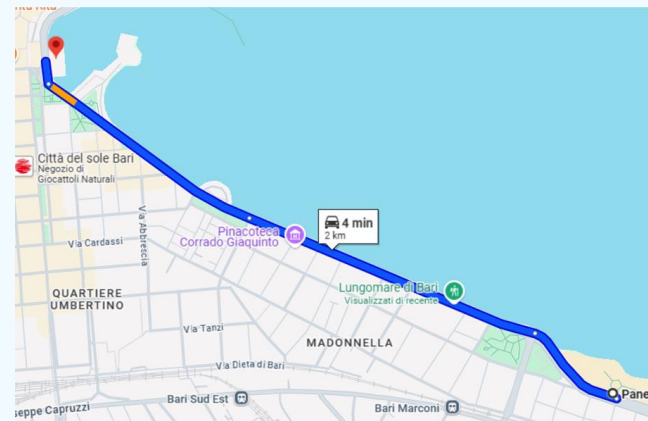 Città del sole Bari
Negozio di
Giocattoli Naturali
4 min
2 km
Pinacoteca
Corrado Giaquinto
Via Abbrescia
Via Cardassi
Lungomare di Bari
Visualizzati di recente
QUARTIERE
UMBERTINO
Via Tanzi
MADONNELLA
Via Dieta di Bari
Bari Sud Est
Bari Marconi
Pane
seppe Capruzzi